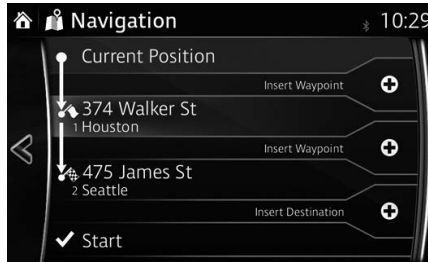 Navigation 10:29
Current Position
Insert Waypoint
374 Walker St
1 Houston
Insert Waypoint
475 James St
2 Seattle
Insert Destination
Start